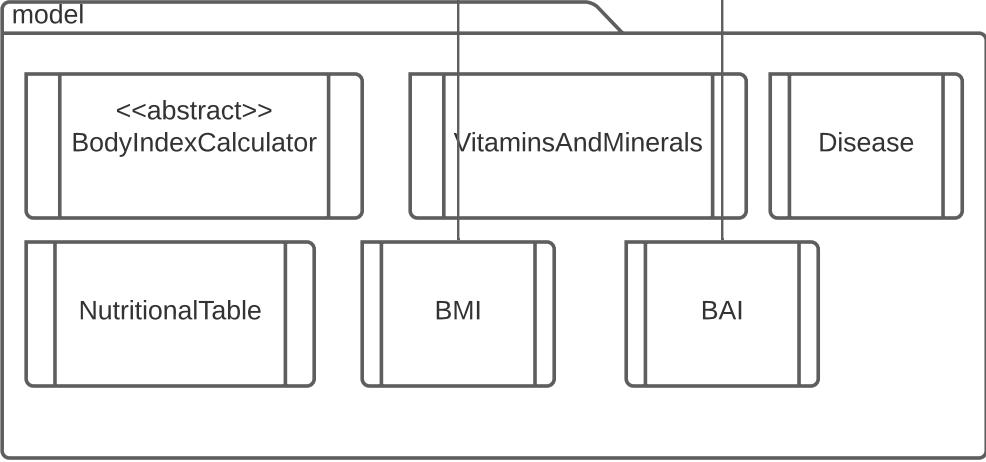 model
<<abstract>>
BodyIndexCalculator
VitaminsAndMinerals
Disease
NutritionalTable
BMI
BAI